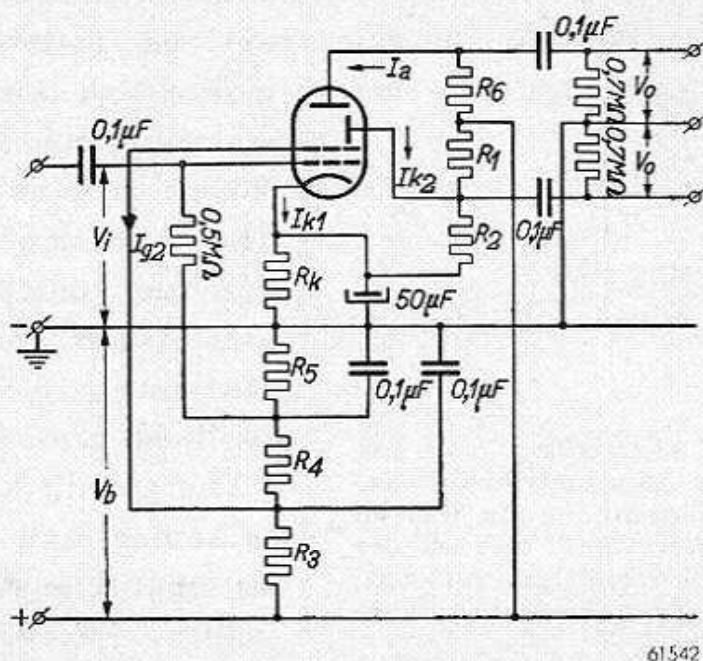 0,1μF
Ia
R6
0,7MΩ
Vo
0,1μF
R1
0,7MΩ
Vo
Ik2
Vi
Ig2
0,5MΩ
Ik1
0,1μF
R2
Rk
50μF
-
R5
0,1μF
0,1μF
R4
Vb
R3
+
61542